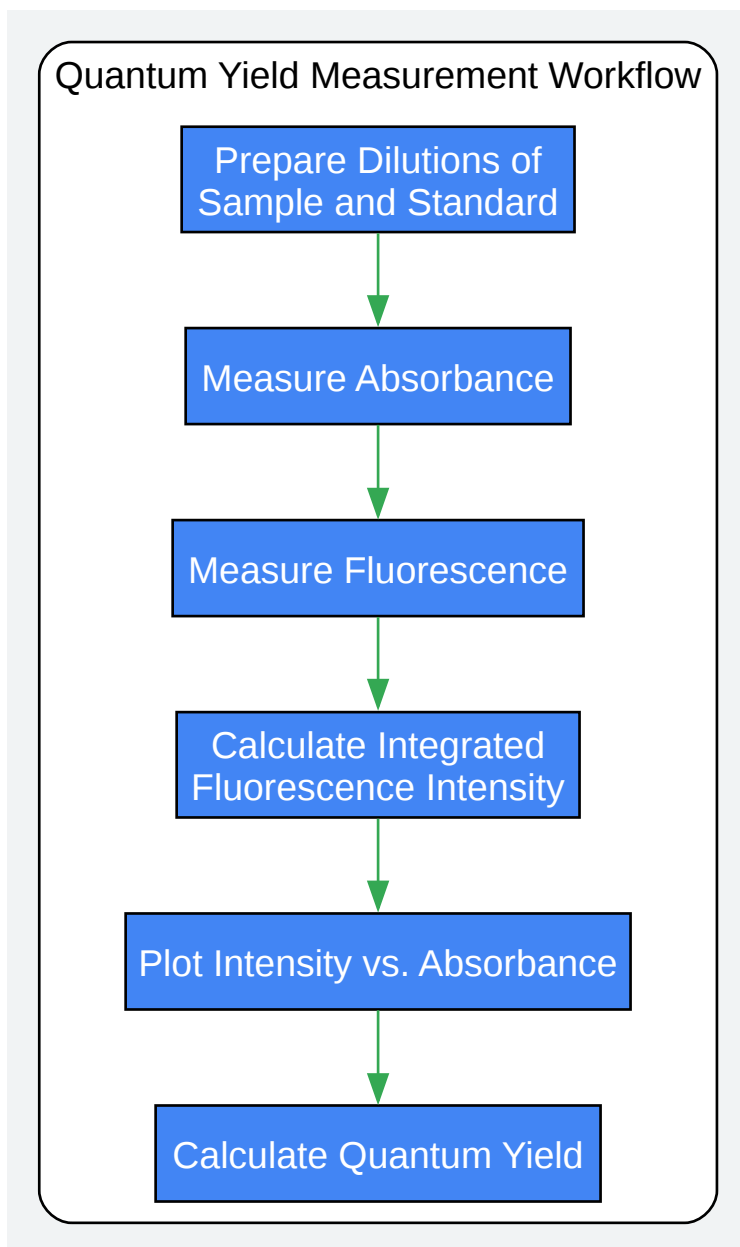 Quantum Yield Measurement Workflow
Prepare Dilutions of
Sample and Standard
Measure Absorbance
Measure Fluorescence
Calculate Integrated
Fluorescence Intensity
Plot Intensity vs. Absorbance
Calculate Quantum Yield